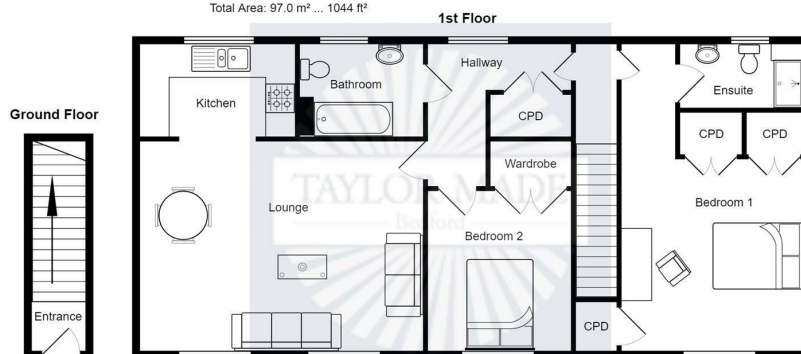 Total Area: 97.0 m² ... 1044 ft²
1st Floor
Hallway
Bathroom
Kitchen
Ensuite
Ground Floor
CPD
CPD
CPD
Wardrobe
TAYLOR MADE
Bedford
Lounge
Bedroom 1
Bedroom 2
Entrance
CPD